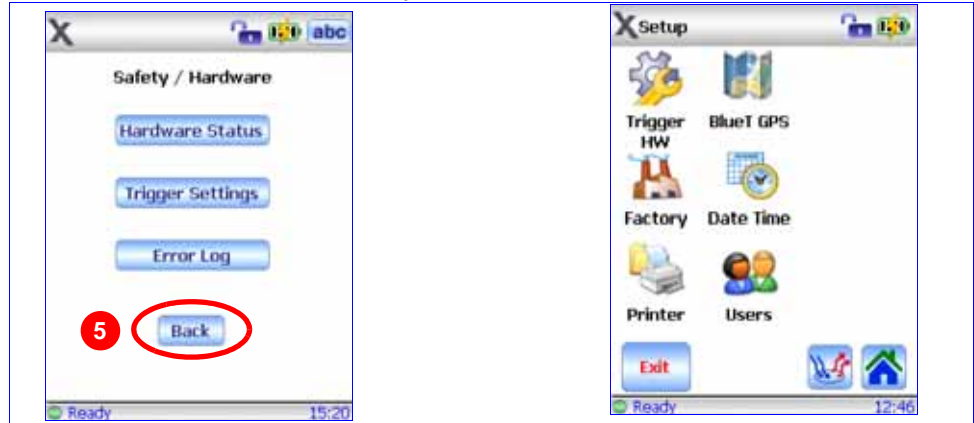 X abc
Safety / Hardware
Hardware Status
Trigger Settings
Error Log
5 Back
Ready 15:20
X Setup
Trigger HW BlueT GPS
Factory Date Time
Printer Users
Exit
Ready 12:46